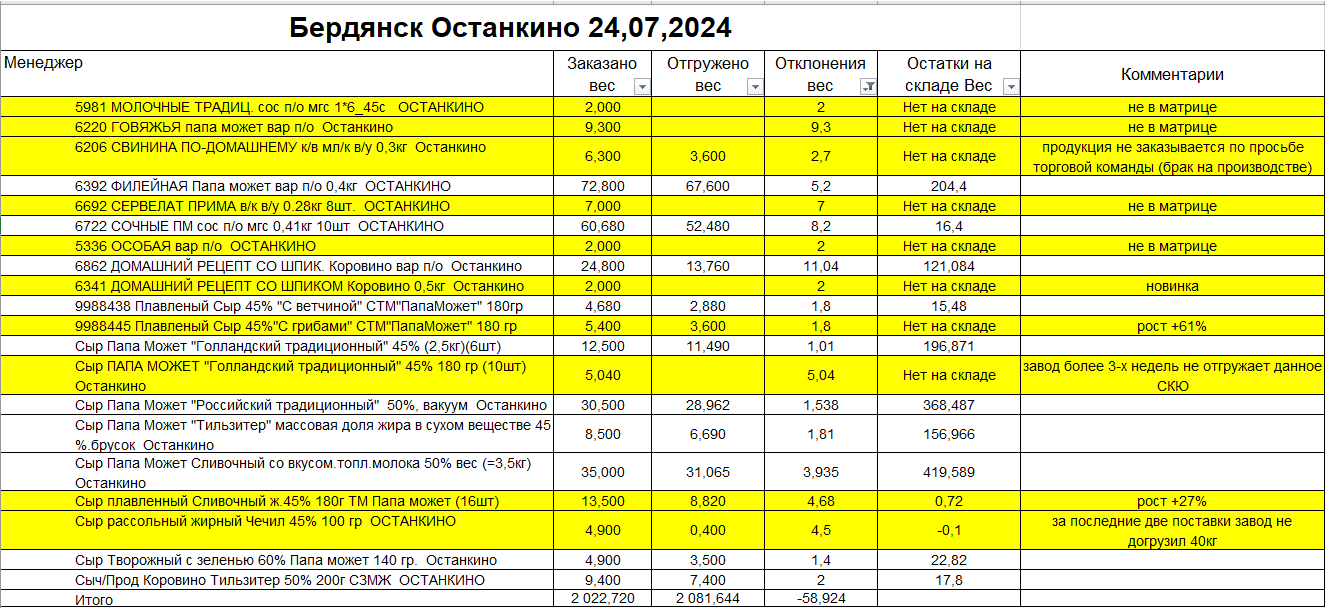 Бердянск Останкино 24,07,2024
Менеджер Заказано вес Отгружено вес Отклонения вес Остатки на складе Вес Комментарии
5981 МОЛОЧНЫЕ ТРАДИЦ. сос п/о мгс 1*6_45с ОСТАНКИНО 2,000 2 Нет на складе не в матрице
6220 ГОВЯЖЬЯ папа может вар п/о Останкино 9,300 9,3 Нет на складе не в матрице
6206 СВИНИНА ПО-ДОМАШНЕМУ к/в мл/к в/у 0,3кг Останкино 6,300 3,600 2,7 Нет на складе продукция не заказывается по просьбе
торговой команды (брак на производстве)
6392 ФИЛЕЙНАЯ Папа может вар п/о 0,4кг ОСТАНКИНО 72,800 67,600 5,2 204,4
6692 СЕРВЕЛАТ ПРИМА в/к в/у 0.28кг 8шт. ОСТАНКИНО 7,000 7 Нет на складе не в матрице
6722 СОЧНЫЕ ПМ сос п/о мгс 0,41кг 10шт ОСТАНКИНО 60,680 52,480 8,2 16,4
5336 ОСОБАЯ вар п/о ОСТАНКИНО 2,000 2 Нет на складе не в матрице
6862 ДОМАШНИЙ РЕЦЕПТ СО ШПИК. Коровино вар п/о Останкино 24,800 13,760 11,04 121,084
6341 ДОМАШНИЙ РЕЦЕПТ СО ШПИКОМ Коровино 0,5кг Останкино 2,000 2 Нет на складе новинка
9988438 Плавленый Сыр 45% "С ветчиной" СТМ"ПапаМожет" 180гр 4,680 2,880 1,8 15,48
9988445 Плавленый Сыр 45%"С грибами" СТМ"ПапаМожет" 180 гр 5,400 3,600 1,8 Нет на складе рост +61%
Сыр Папа Может "Голландский традиционный" 45% (2,5кг)(6шт) 12,500 11,490 1,01 196,871
Сыр ПАПА МОЖЕТ "Голландский традиционный" 45% 180 гр (10шт)
Останкино 5,040 5,04 Нет на складе завод более 3-х недель не отгружает данное
СКЮ
Сыр Папа Может "Российский традиционный" 50%, вакуум Останкино 30,500 28,962 1,538 368,487
Сыр Папа Может "Тильзитер" массовая доля жира в сухом веществе 45
%.брусок Останкино 8,500 6,690 1,81 156,966
Сыр Папа Может Сливочный со вкусом.топл.молока 50% вес (=3,5кг)
Останкино 35,000 31,065 3,935 419,589
Сыр плавленный Сливочный ж.45% 180г ТМ Папа может (16шт) 13,500 8,820 4,68 0,72 рост +27%
Сыр рассольный жирный Чечил 45% 100 гр ОСТАНКИНО 4,900 0,400 4,5 -0,1 за последние две поставки завод не
догрузил 40кг
Сыр Творожный с зеленью 60% Папа может 140 гр. Останкино 4,900 3,500 1,4 22,82
Сыч/Прод Коровино Тильзитер 50% 200г СЗМЖ ОСТАНКИНО 9,400 7,400 2 17,8
Итого 2 022,720 2 081,644 -58,924